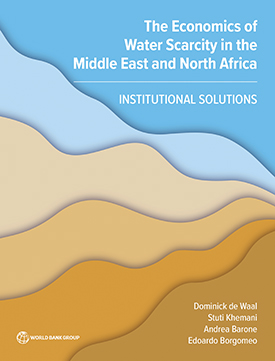 The Economics of
Water Scarcity in the
Middle East and North Africa
INSTITUTIONAL SOLUTIONS
Dominick de Waal
Stuti Khemani
Andrea Barone
Edoardo Borgomeo
WORLD BANK GROUP